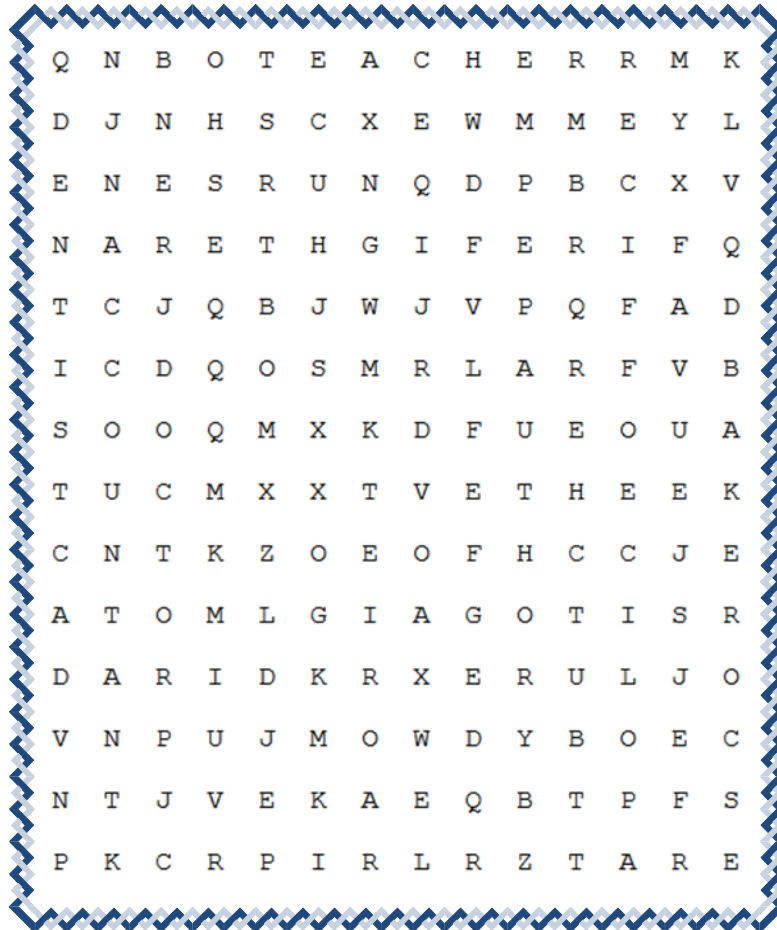 Q N B O T E A C H E R R M K
D J N H S C X E W M M E Y L
E N E S R U N Q D P B C X V
N A R E T H G I F E R I F Q
T C J Q B J W J V P Q F A D
I C D Q O S M R L A R F V B
S O O Q M X K D F U E O U A
T U C M X X T V E T H E E K
C N T K Z O E O F H C C J E
A T O M L G I A G O T I S R
D A R I D K R X E R U L J O
V N P U J M O W D Y B O E C
N T J V E K A E Q B T P F S
P K C R P I R L R Z T A R E